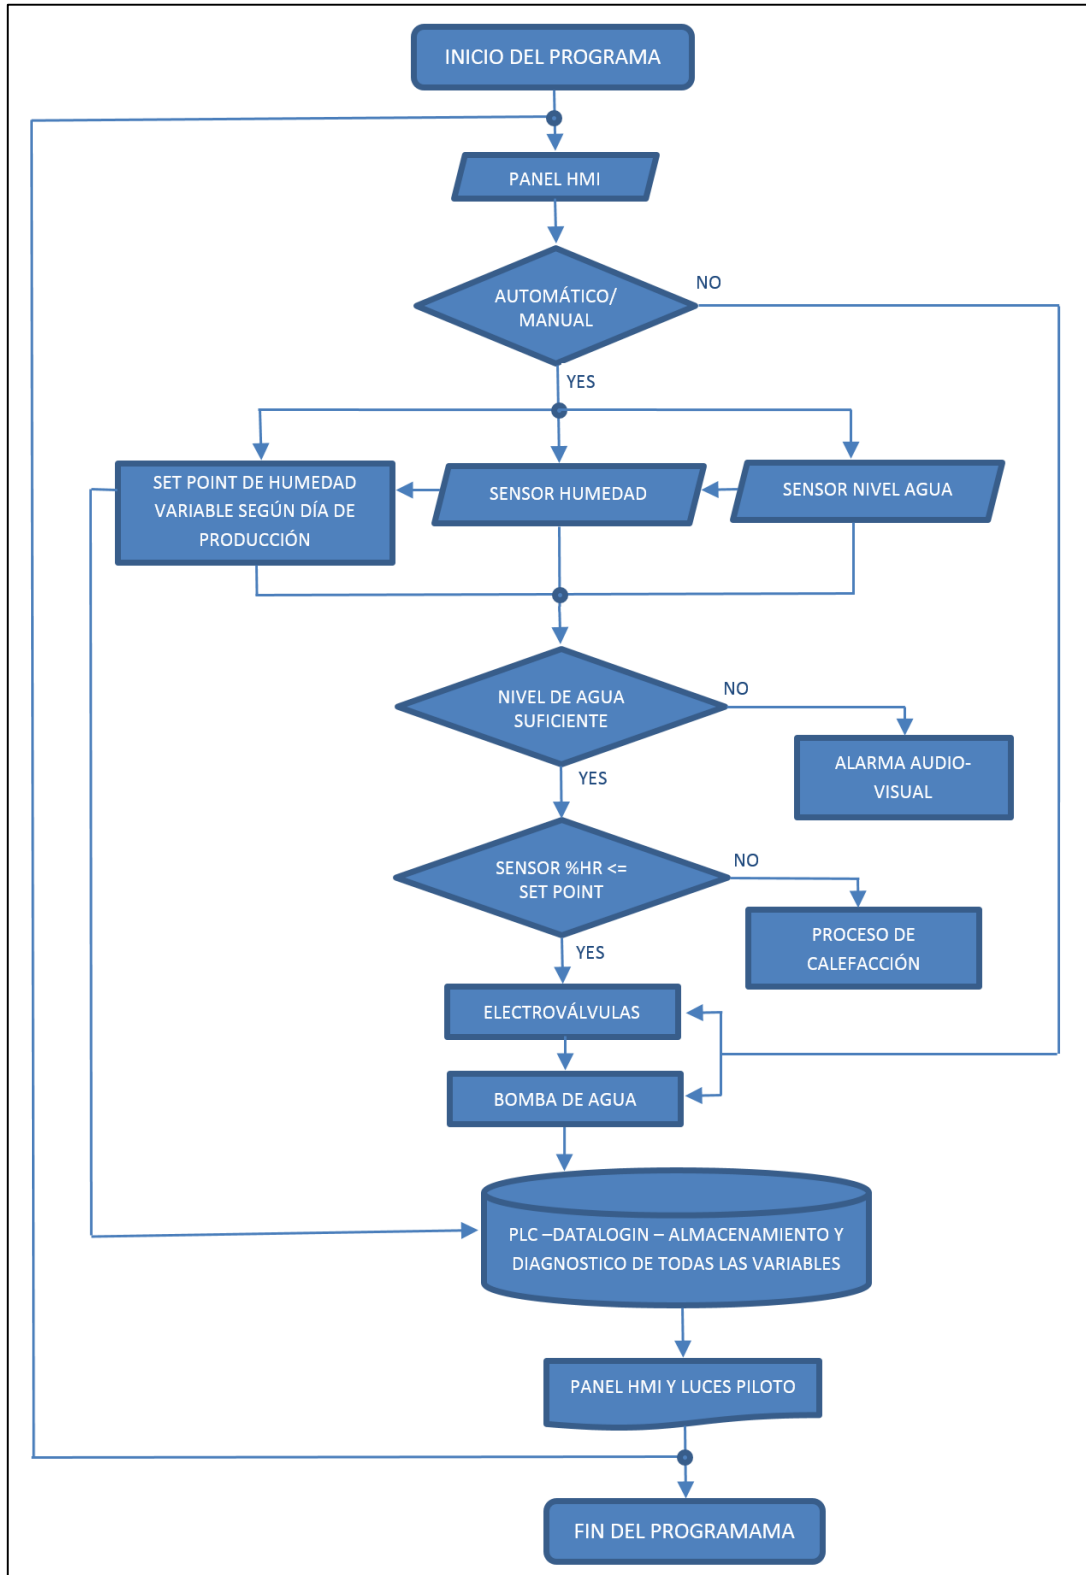 INICIO DEL PROGRAMA
PANEL HMI
AUTOMÁTICO/
MANUAL
NO
YES
SET POINT DE HUMEDAD
VARIABLE SEGÚN DÍA DE
PRODUCCIÓN
SENSOR HUMEDAD
SENSOR NIVEL AGUA
NIVEL DE AGUA
SUFICIENTE
NO
YES
ALARMA AUDIO-
VISUAL
SENSOR %HR <=
SET POINT
NO
YES
PROCESO DE
CALEFACCIÓN
ELECTROVÁLVULAS
BOMBA DE AGUA
PLC –DATALOGIN – ALMACENAMIENTO Y
DIAGNOSTICO DE TODAS LAS VARIABLES
PANEL HMI Y LUCES PILOTO
FIN DEL PROGRAMAMA